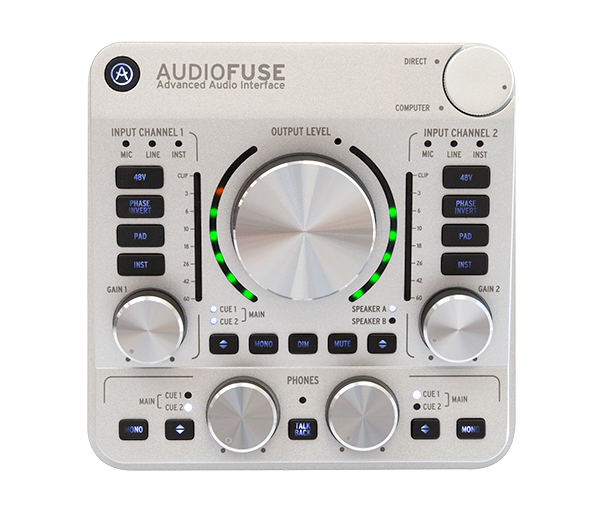 AUDIOFUSE
Advanced Audio Interface
DIRECT
COMPUTER
INPUT CHANNEL 1
OUTPUT LEVEL
INPUT CHANNEL 2
MIC LINE INST
MIC LINE INST
48V
CLIP
CLIP
48V
3
3
PHASE
INVERT
6
6
PHASE
INVERT
PAD
10
10
PAD
18
18
INST
26
26
INST
GAIN 1
42
42
GAIN 2
60
60
CUE 1
CUE 2
MAIN
SPEAKER A
SPEAKER B
MONO
DIM
MUTE
PHONES
MAIN
CUE 1
CUE 2
CUE 1
CUE 2
MAIN
MONO
TALK
BACK
MONO